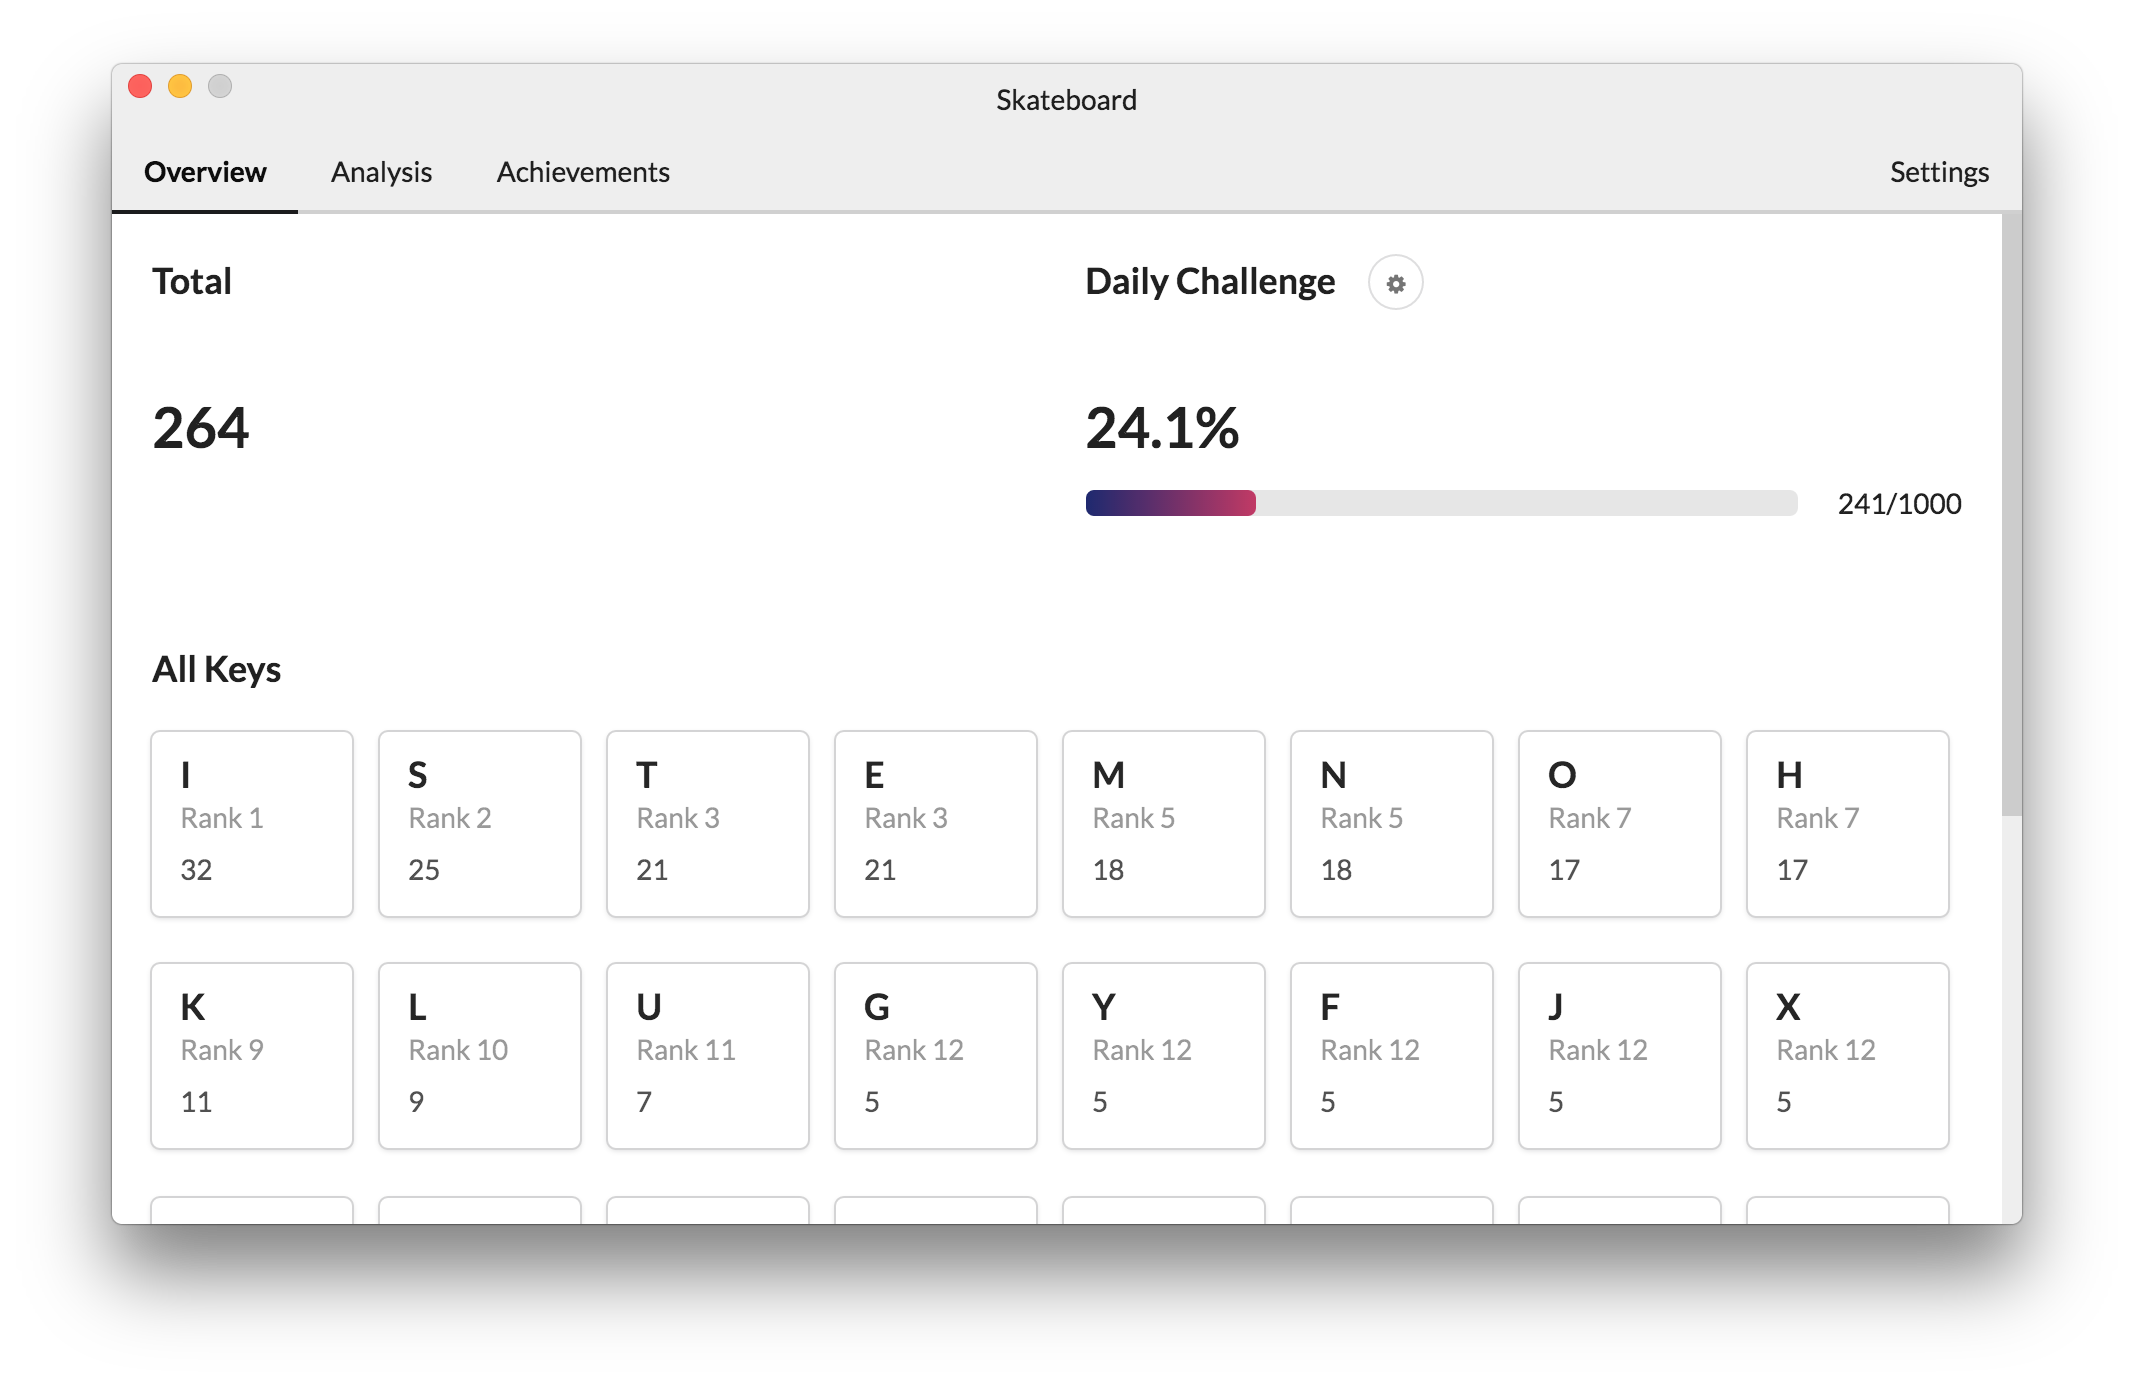 Skateboard
Overview Analysis Achievements Settings
Total
Daily Challenge
264
24.1%
241/1000
All Keys
I S T E M N O H
Rank 1 Rank 2 Rank 3 Rank 3 Rank 5 Rank 5 Rank 7 Rank 7
32 25 21 21 18 18 17 17
K L U G Y F J X
Rank 9 Rank 10 Rank 11 Rank 12 Rank 12 Rank 12 Rank 12 Rank 12
11 9 7 5 5 5 5 5